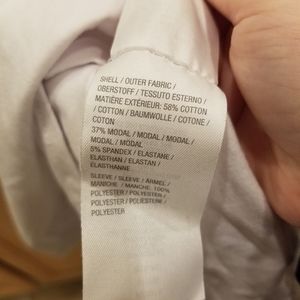 SHELL / OUTER FABRIC /
OBERSTOFF / TESSUTO ESTERNO /
MATIÈRE EXTÉRIEUR: 58% COTTON
/ COTTON / BAUMWOLLE / COTONE /
COTON
37% MODAL / MODAL / MODAL /
MODAL / MODAL
5% SPANDEX / ELASTANE /
ELASTHAN / ELASTAN /
ELASTHANNE
SLEEVE / SLEEVE / ÄRMEL /
MANICHE / MANCHE: 100%
POLYESTER / POLYESTER /
POLYESTER / POLIESTERE /
POLYESTER